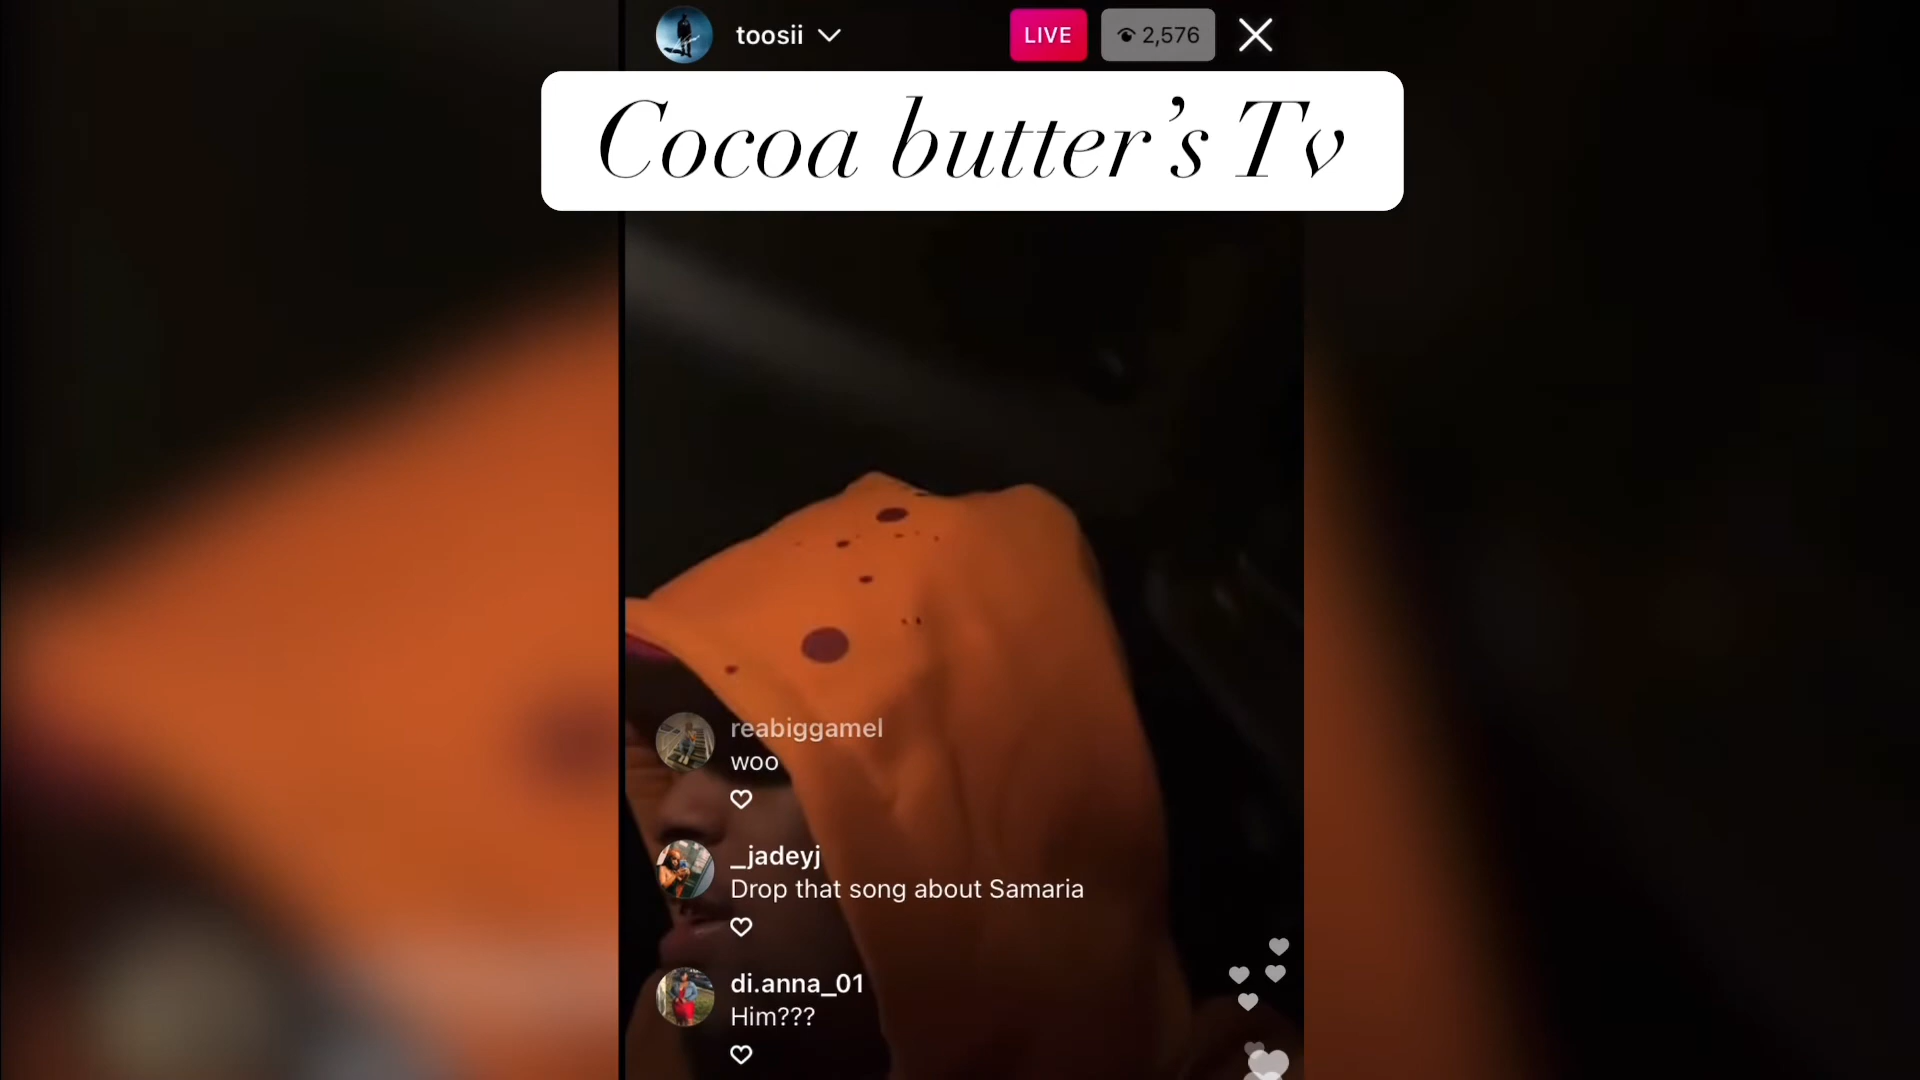 toosii
LIVE
2,576
Cocoa butter's Tv
reabiggamel
woo
_jadeyj
Drop that song about Samaria
di.anna_01
Him???